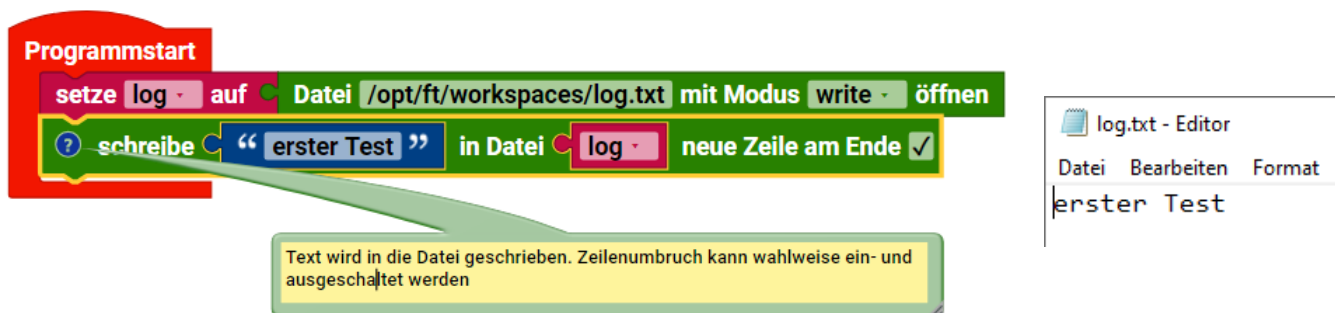 Programmstart
setze log auf Datei /opt/ft/workspaces/log.txt mit Modus write öffnen
? schreibe “ erster Test ” in Datei log neue Zeile am Ende ✓
Text wird in die Datei geschrieben. Zeilenumbruch kann wahlweise ein- und
ausgeschaltet werden
log.txt - Editor
Datei Bearbeiten Format
erster Test